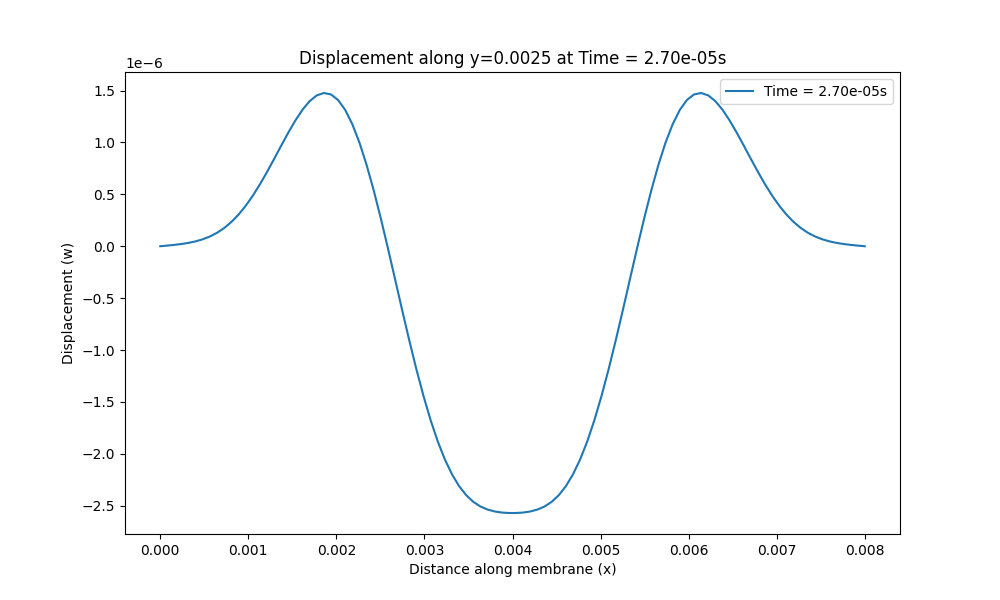 Displacement along y=0.0025 at Time = 2.70e-05s
1e−6
Time = 2.70e-05s
1.5
1.0
0.5
0.0
−0.5
−1.0
−1.5
−2.0
−2.5
Displacement (w)
0.000 0.001 0.002 0.003 0.004 0.005 0.006 0.007 0.008
Distance along membrane (x)